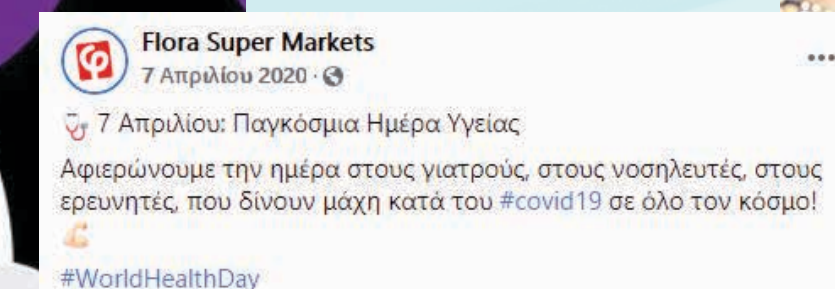 Flora Super Markets
7 Απριλίου 2020 ·
🩺 7 Απριλίου: Παγκόσμια Ημέρα Υγείας
Αφιερώνουμε την ημέρα στους γιατρούς, στους νοσηλευτές, στους
ερευνητές, που δίνουν μάχη κατά του #covid19 σε όλο τον κόσμο!
💪🏻
#WorldHealthDay